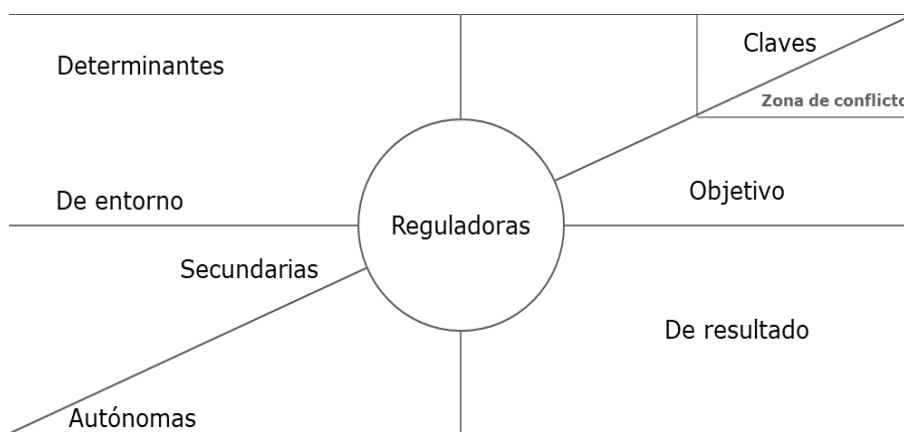 Claves
Determinantes
Zona de conflicto
De entorno
Objetivo
Reguladoras
Secundarias
De resultado
Autónomas